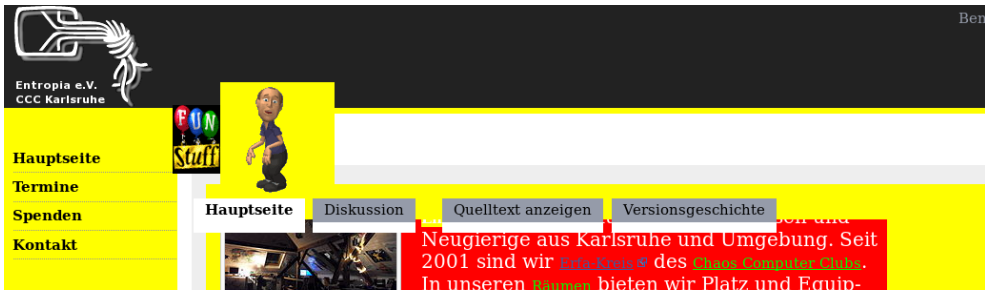 Ben
Entropia e.V.
CCC Karlsruhe
FUN
Stuff
Hauptseite
Termine
Spenden
Kontakt
Hauptseite Diskussion Quelltext anzeigen Versionsgeschichte
und
Neugierige aus Karlsruhe und Umgebung. Seit
2001 sind wir Erfa-Kreis des Chaos Computer Clubs.
In unseren Räumen bieten wir Platz und Equip-